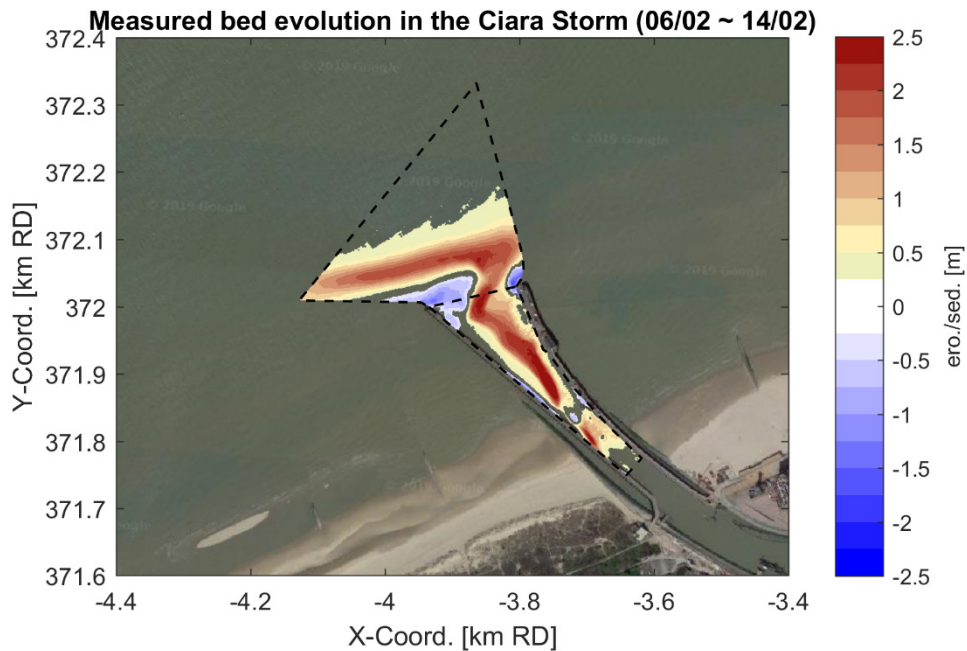 Measured bed evolution in the Ciara Storm (06/02 ~ 14/02)
372.4
372.3
372.2
372.1
372
371.9
371.8
371.7
371.6
Y-Coord. [km RD]
-4.4
-4.2
-4
-3.8
-3.6
-3.4
X-Coord. [km RD]
2.5
2
1.5
1
0.5
0
-0.5
-1
-1.5
-2
-2.5
ero./sed. [m]
© 2019 Google
© 2019 Google
2019 Google
© 2019 Google
© 2019 Google